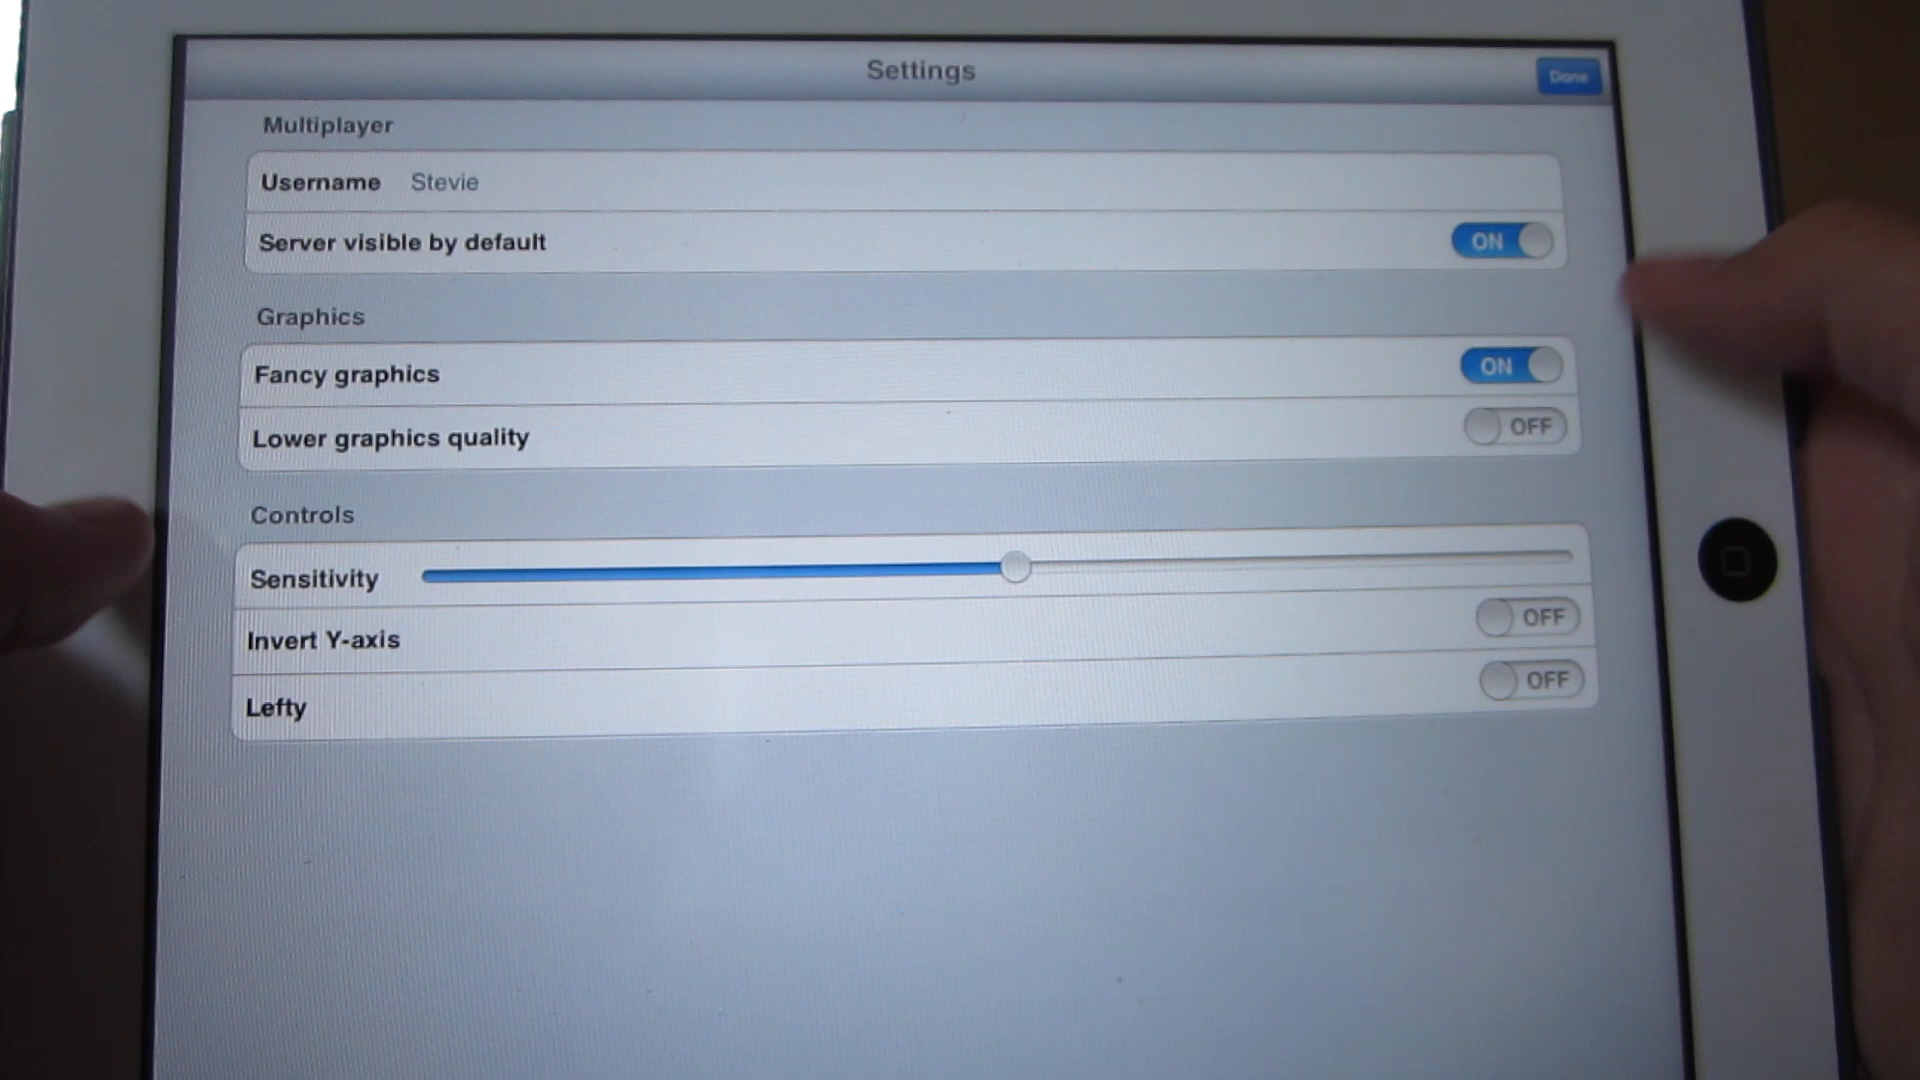 Settings
Done
Multiplayer
Username Stevie
Server visible by default ON
Graphics
Fancy graphics ON
Lower graphics quality OFF
Controls
Sensitivity
Invert Y-axis OFF
Lefty OFF